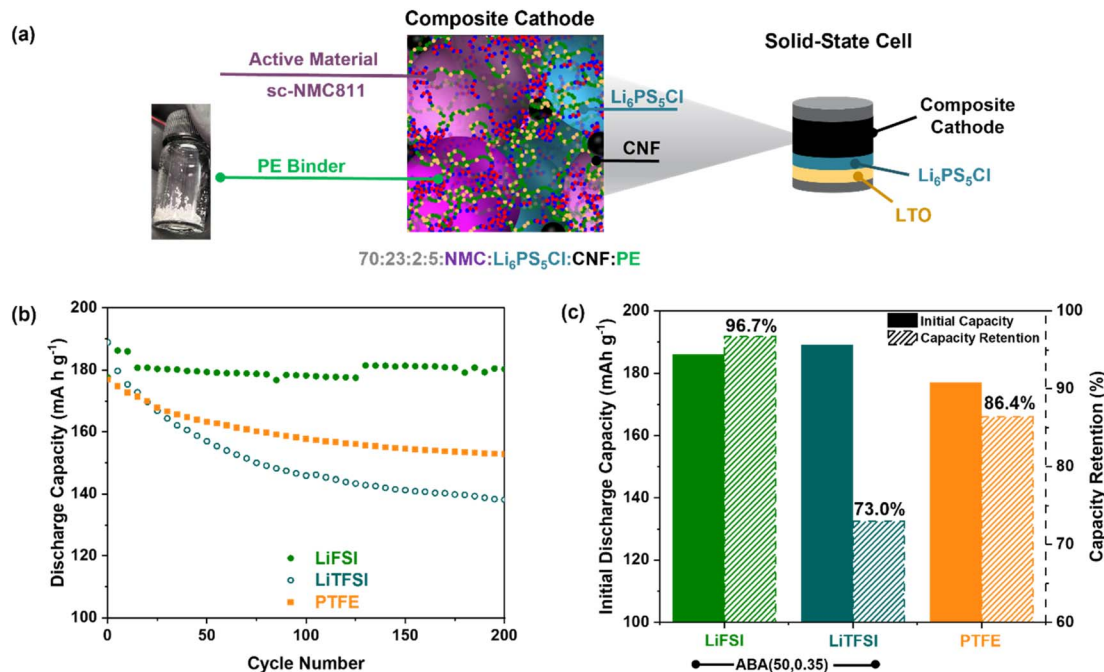 (a)
Composite Cathode
Active Material
sc-NMC811
PE Binder
Li₆PS₅Cl
CNF
70:23:2:5:NMC:Li₆PS₅Cl:CNF:PE
Solid-State Cell
Composite
Cathode
Li₆PS₅Cl
LTO
(b)
Discharge Capacity (mA h g⁻¹)
200
180
160
140
120
100
0
50
100
150
200
Cycle Number
LiFSI
LiTFSI
PTFE
(c)
Initial Discharge Capacity (mAh g⁻¹)
200
180
160
140
120
100
Initial Capacity
Capacity Retention
96.7%
73.0%
86.4%
100
90
80
70
60
Capacity Retention (%)
LiFSI
LiTFSI
PTFE
ABA(50,0.35)